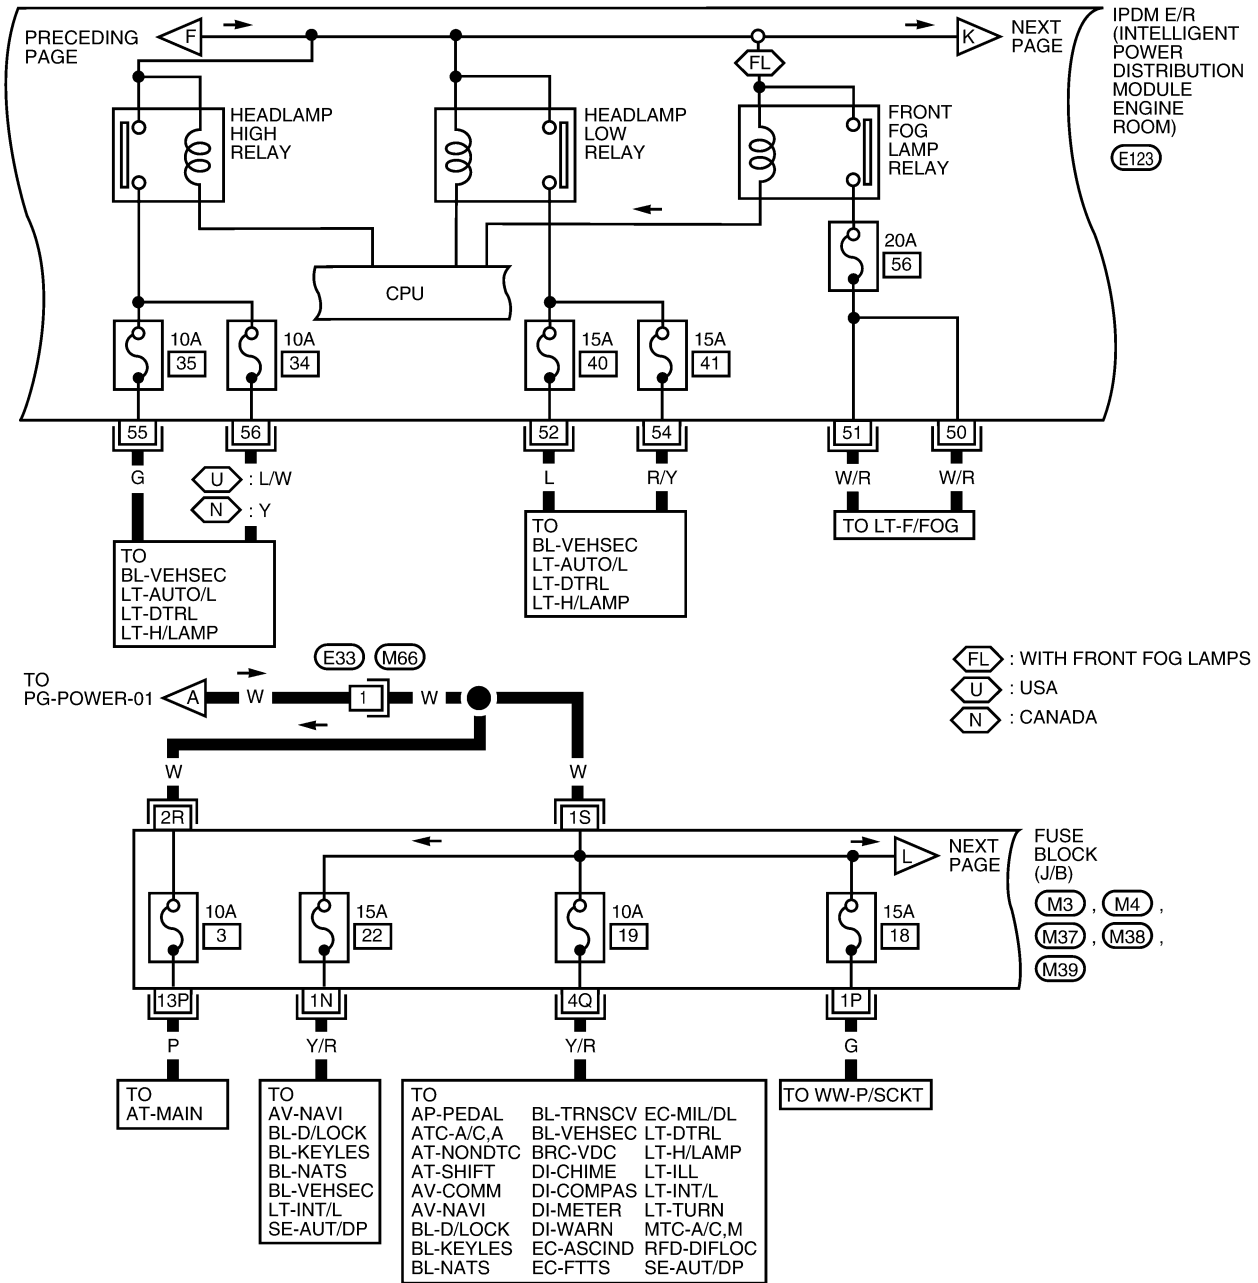 PRECEDING
PAGE
F
K
NEXT
PAGE
IPDM E/R
(INTELLIGENT
POWER
DISTRIBUTION
MODULE
ENGINE
ROOM)
E123
FL
HEADLAMP
HIGH
RELAY
HEADLAMP
LOW
RELAY
FRONT
FOG
LAMP
RELAY
CPU
20A
56
10A
35
10A
34
15A
40
15A
41
55
56
52
54
51
50
G
U : L/W
N : Y
L
R/Y
W/R
W/R
TO
BL-VEHSEC
LT-AUTO/L
LT-DTRL
LT-H/LAMP
TO
BL-VEHSEC
LT-AUTO/L
LT-DTRL
LT-H/LAMP
TO LT-F/FOG
E33 M66
TO
PG-POWER-01
A
W
1
W
FL : WITH FRONT FOG LAMPS
U : USA
N : CANADA
W
W
2R
1S
L
NEXT
PAGE
FUSE
BLOCK
(J/B)
M3 , M4 ,
M37 , M38 ,
M39
10A
3
15A
22
10A
19
15A
18
13P
1N
4Q
1P
P
Y/R
Y/R
G
TO
AT-MAIN
TO
AV-NAVI
BL-D/LOCK
BL-KEYLES
BL-NATS
BL-VEHSEC
LT-INT/L
SE-AUT/DP
TO
AP-PEDAL BL-TRNSCV EC-MIL/DL
ATC-A/C,A BL-VEHSEC LT-DTRL
AT-NONDTC BRC-VDC LT-H/LAMP
AT-SHIFT DI-CHIME LT-ILL
AV-COMM DI-COMPAS LT-INT/L
AV-NAVI DI-METER LT-TURN
BL-D/LOCK DI-WARN MTC-A/C,M
BL-KEYLES EC-ASCIND RFD-DIFLOC
BL-NATS EC-FTTS SE-AUT/DP
TO WW-P/SCKT